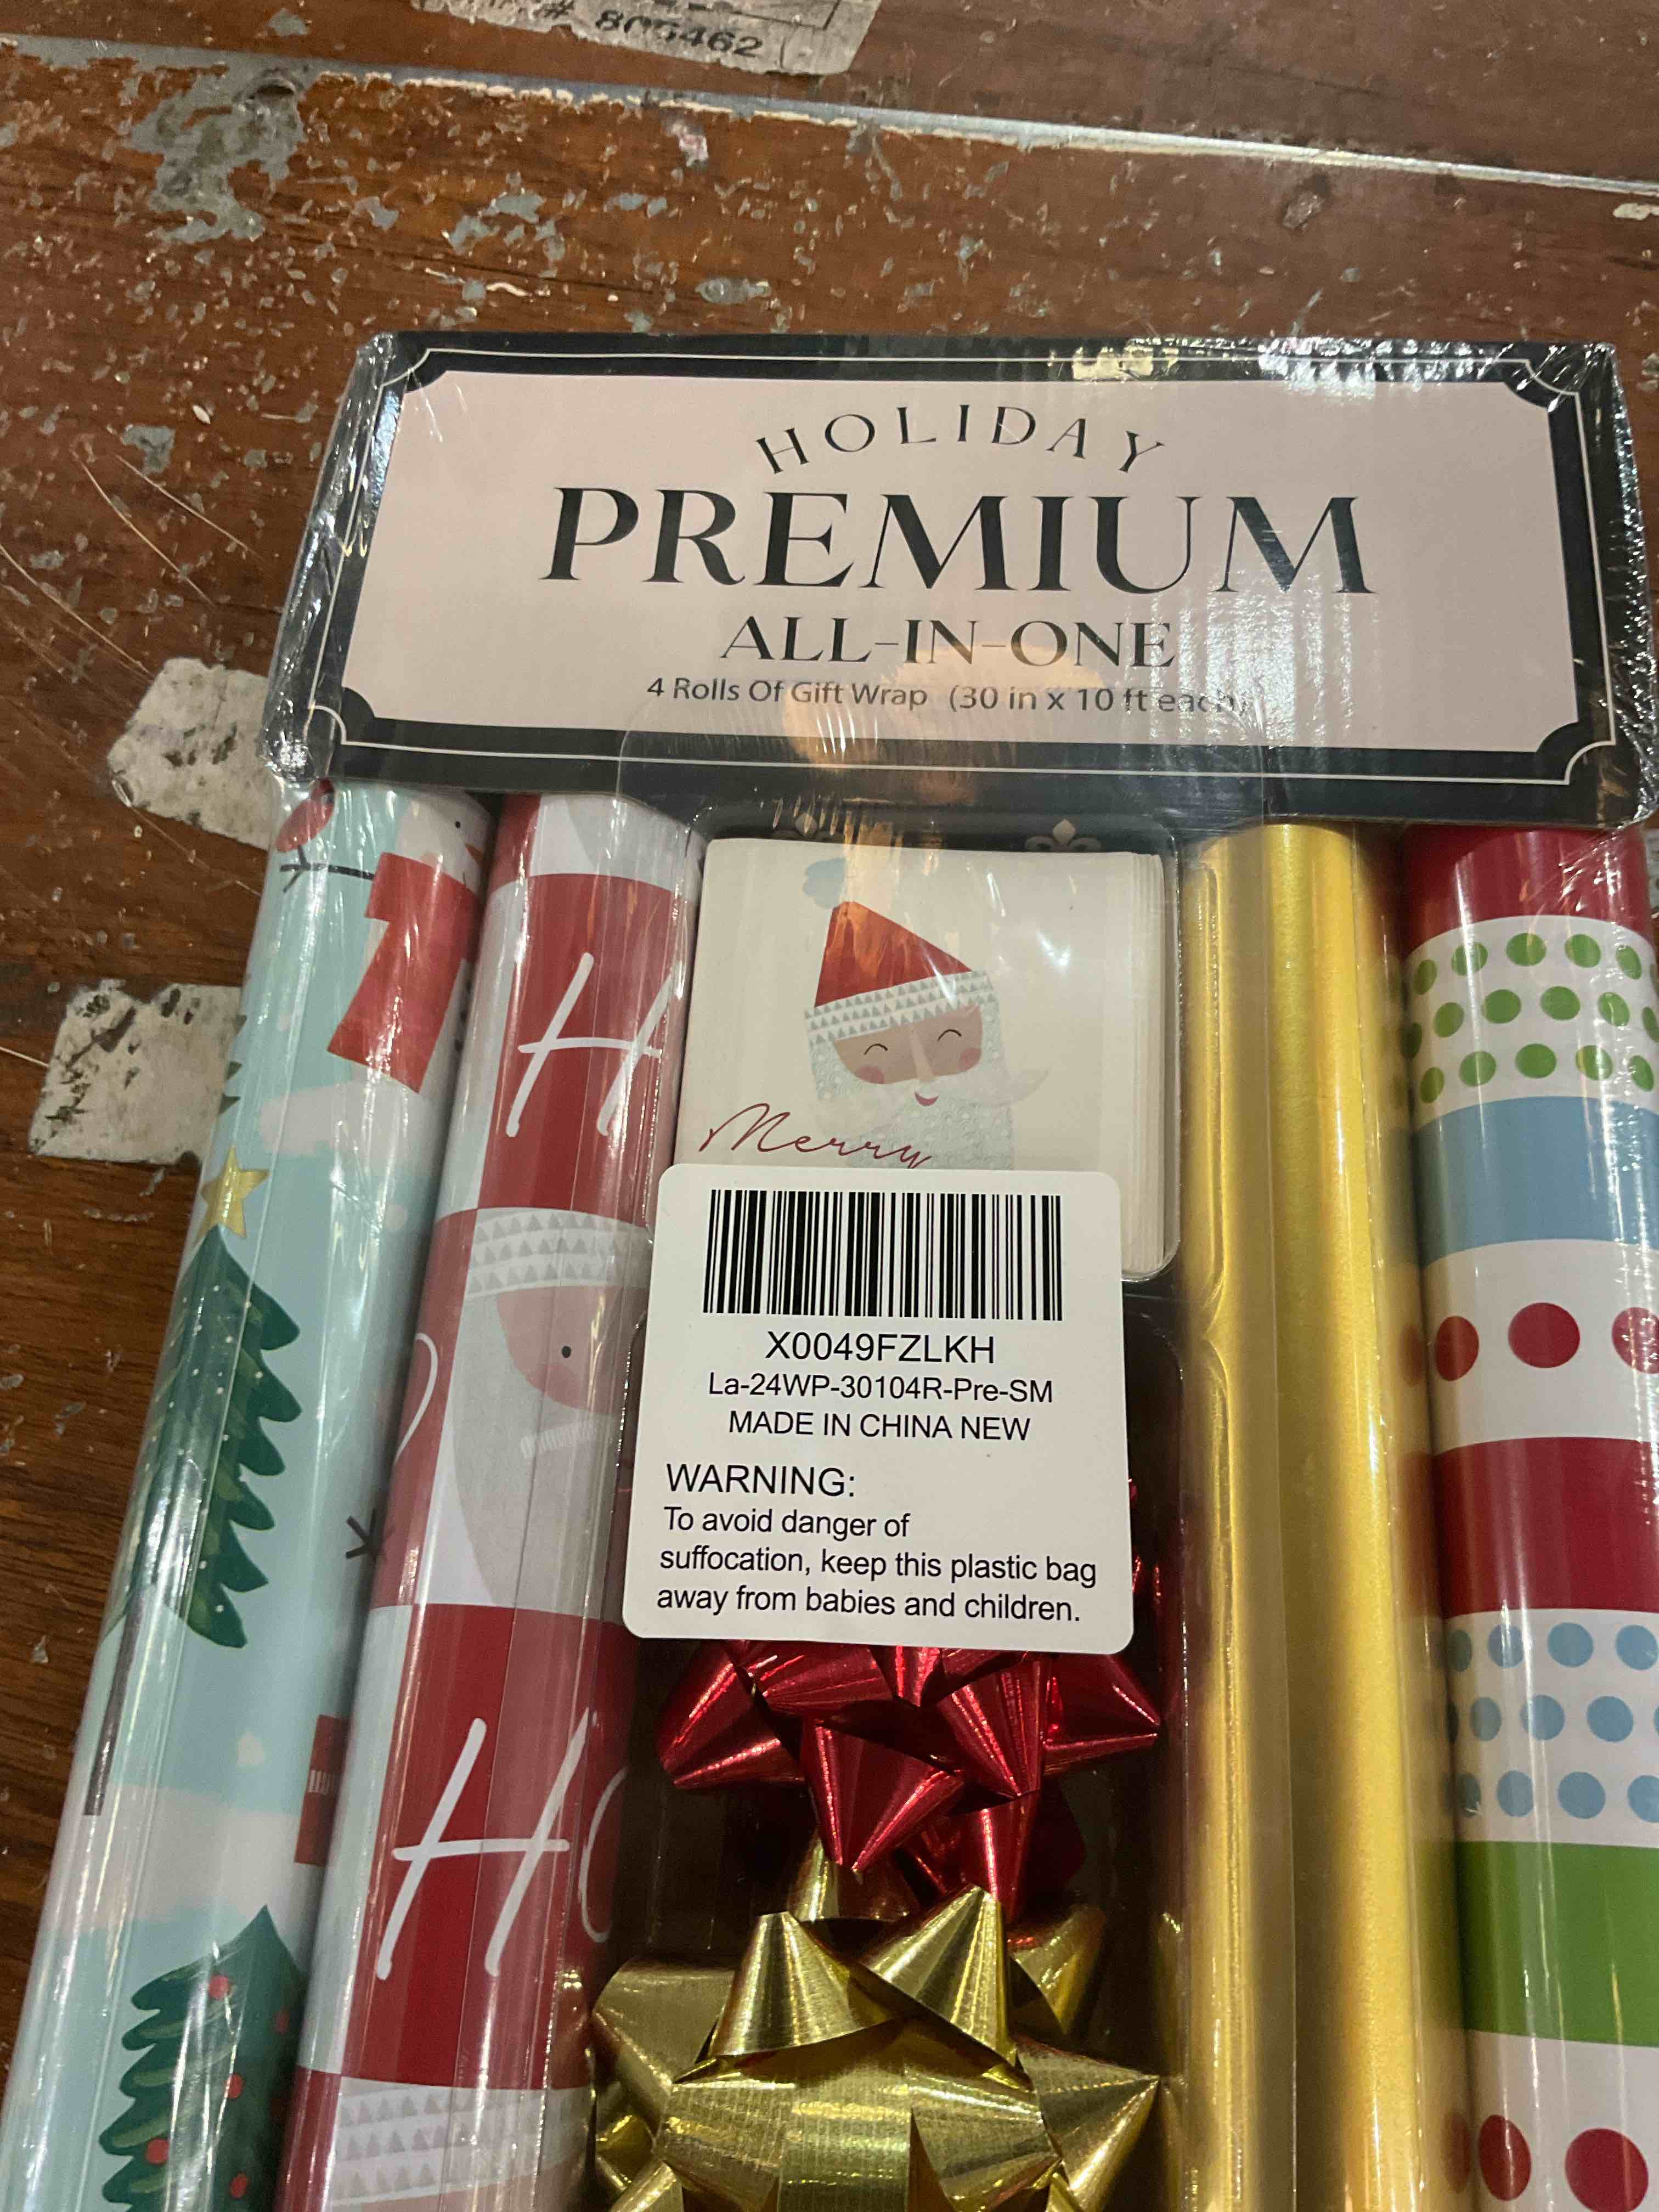 805462
HOLIDAY
PREMIUM
ALL-IN-ONE
4 Rolls Of Gift Wrap (30 in x 10 ft each)
H
Merry
X0049FZLKH
La-24WP-30104R-Pre-SM
MADE IN CHINA NEW
WARNING:
To avoid danger of
suffocation, keep this plastic bag
away from babies and children.
HO